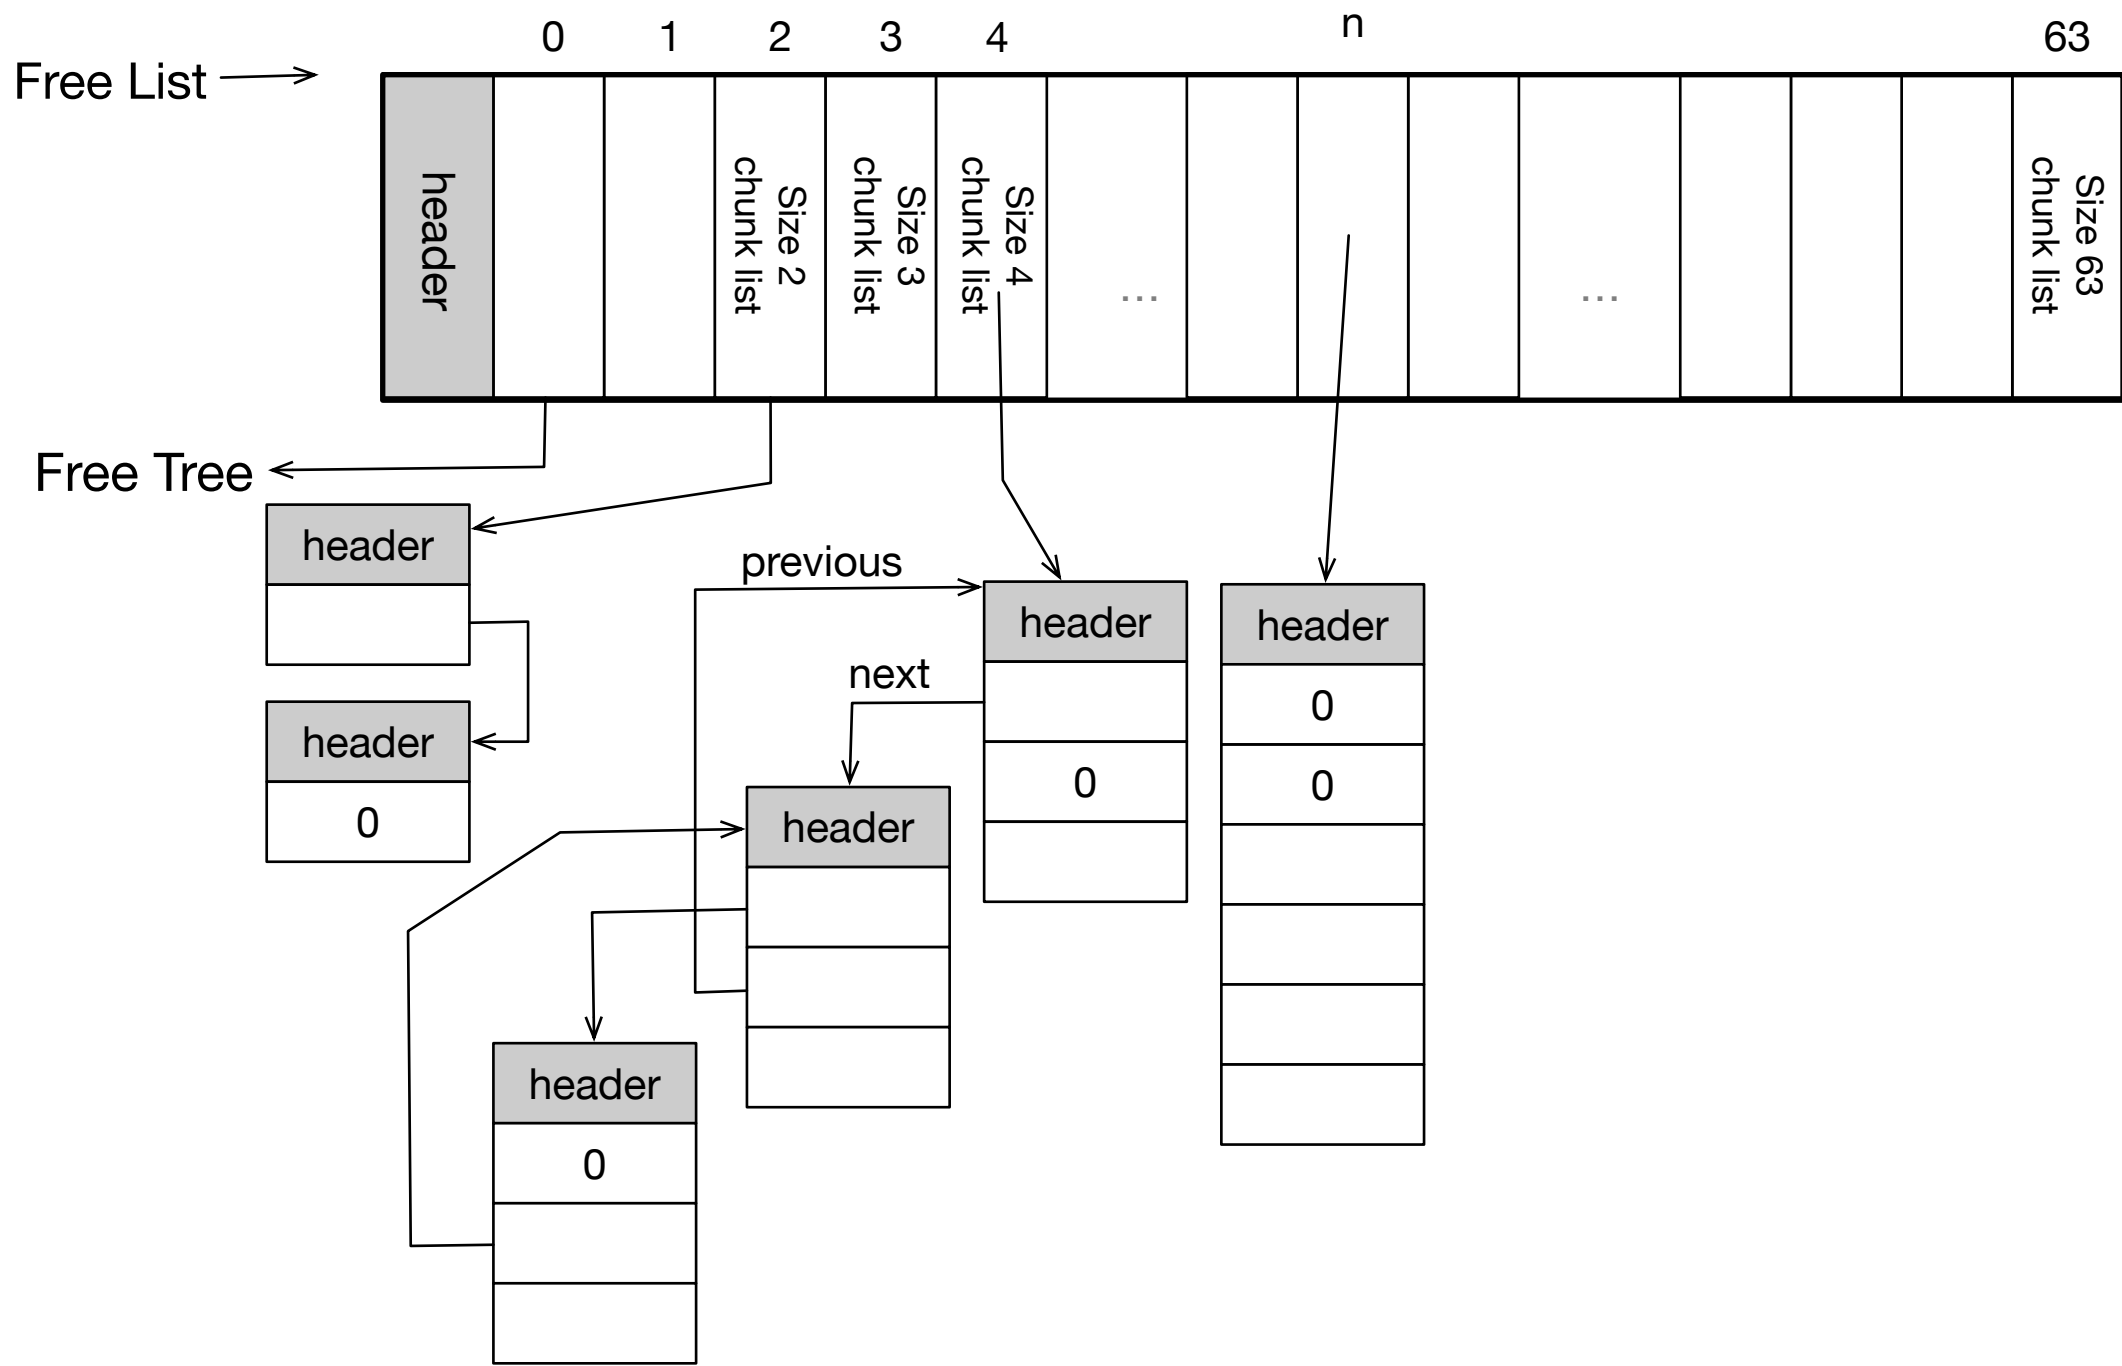 0 1 2 3 4 n 63
Free List
header
Size 2
chunk list
Size 3
chunk list
Size 4
chunk list
...
...
Size 63
chunk list
Free Tree
header
header
0
previous
next
header
0
header
0
0
header
header
0